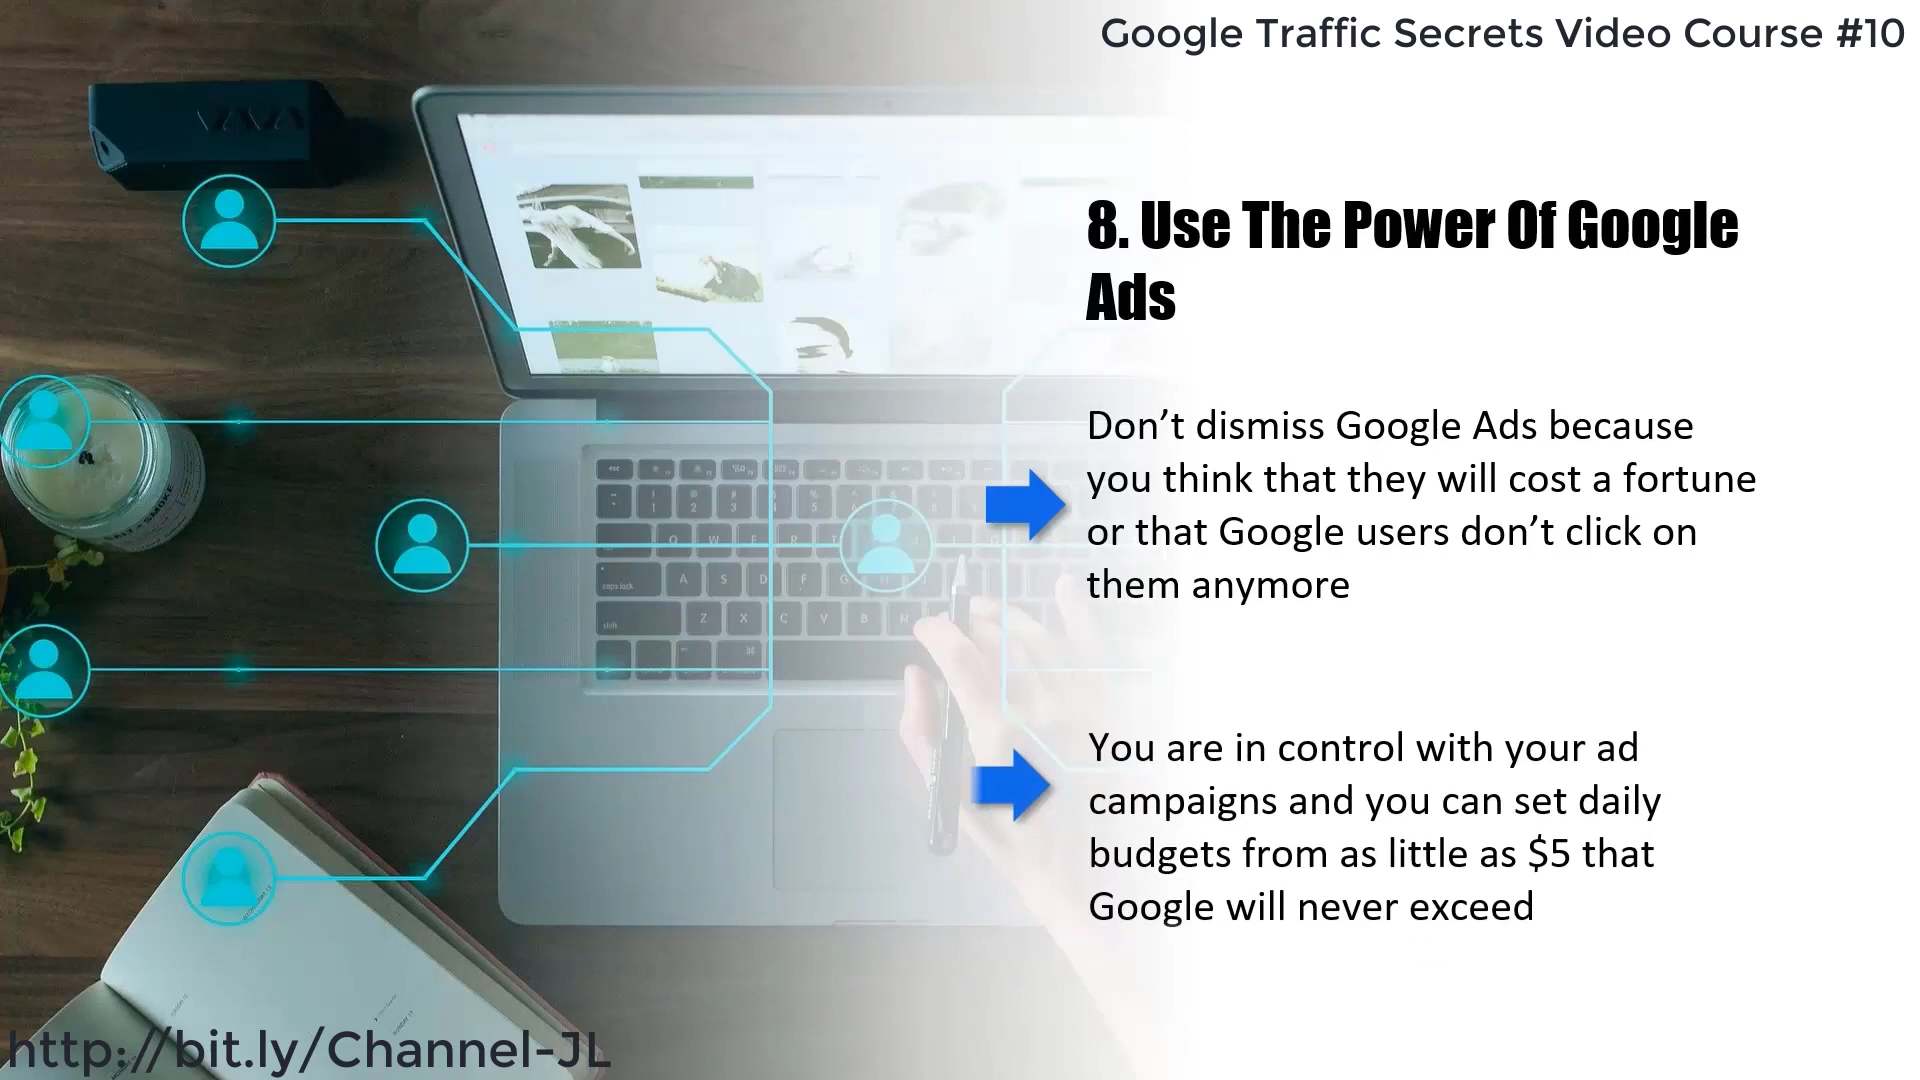 Google Traffic Secrets Video Course #10
VAVA
8. Use The Power Of Google
Ads
Don’t dismiss Google Ads because
you think that they will cost a fortune
or that Google users don’t click on
them anymore
You are in control with your ad
campaigns and you can set daily
budgets from as little as $5 that
Google will never exceed
http://bit.ly/Channel-JL